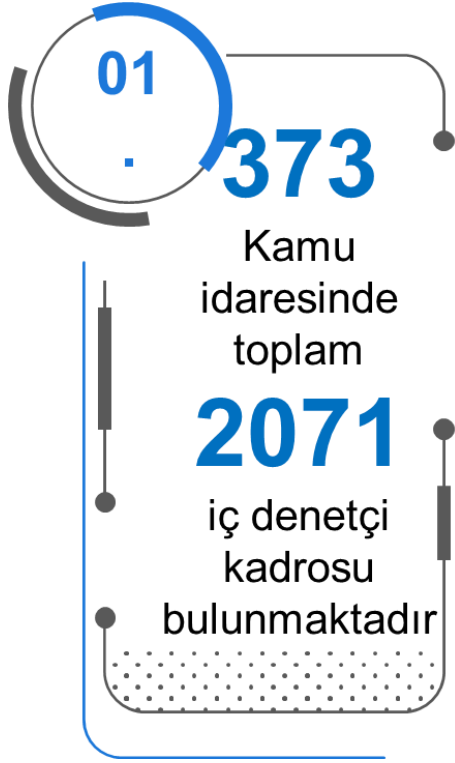 01
.
373
Kamu
idaresinde
toplam
2071
iç denetçi
kadrosu
bulunmaktadır